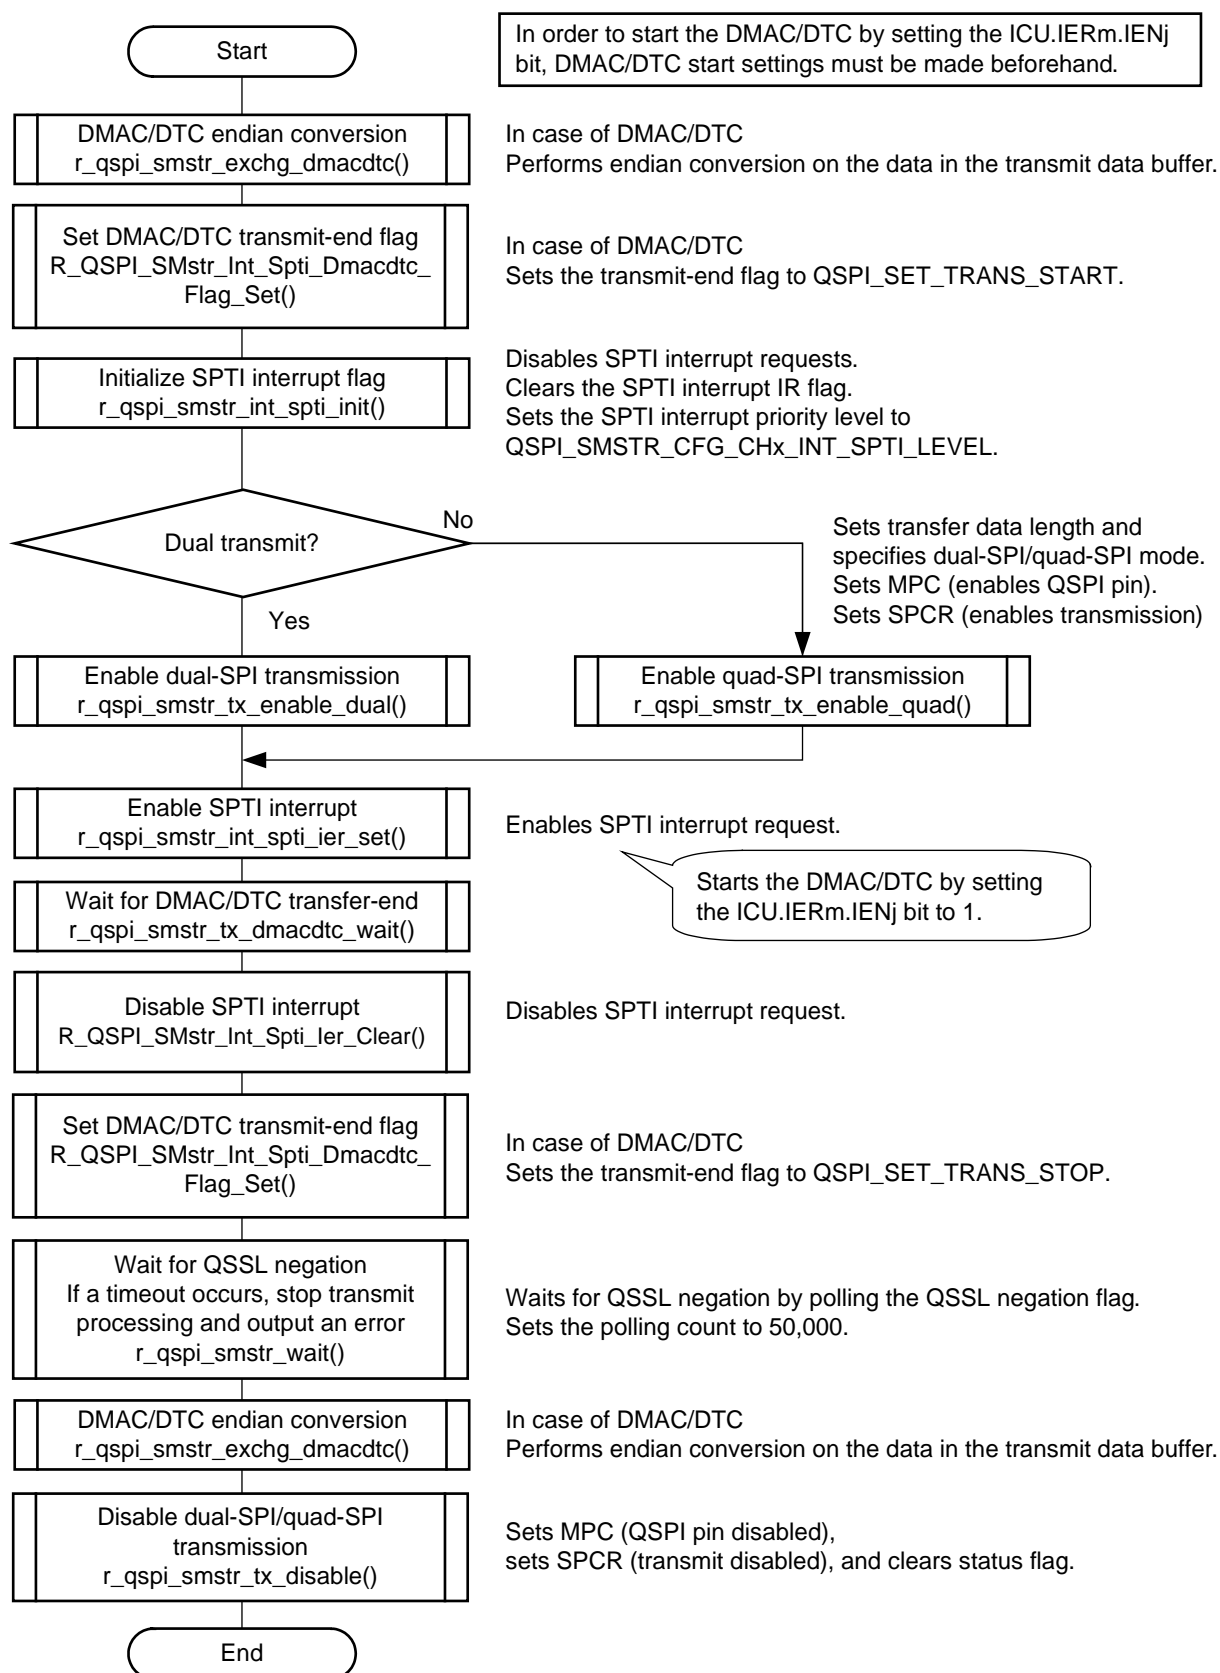 Start
In order to start the DMAC/DTC by setting the ICU.IERm.IENj
bit, DMAC/DTC start settings must be made beforehand.
DMAC/DTC endian conversion
r_qspi_smstr_exchg_dmacdtc()
In case of DMAC/DTC
Performs endian conversion on the data in the transmit data buffer.
Set DMAC/DTC transmit-end flag
R_QSPI_SMstr_Int_Spti_Dmacdtc_
Flag_Set()
In case of DMAC/DTC
Sets the transmit-end flag to QSPI_SET_TRANS_START.
Initialize SPTI interrupt flag
r_qspi_smstr_int_spti_init()
Disables SPTI interrupt requests.
Clears the SPTI interrupt IR flag.
Sets the SPTI interrupt priority level to
QSPI_SMSTR_CFG_CHx_INT_SPTI_LEVEL.
Dual transmit?
No
Yes
Sets transfer data length and
specifies dual-SPI/quad-SPI mode.
Sets MPC (enables QSPI pin).
Sets SPCR (enables transmission)
Enable dual-SPI transmission
r_qspi_smstr_tx_enable_dual()
Enable quad-SPI transmission
r_qspi_smstr_tx_enable_quad()
Enable SPTI interrupt
r_qspi_smstr_int_spti_ier_set()
Enables SPTI interrupt request.
Starts the DMAC/DTC by setting
the ICU.IERm.IENj bit to 1.
Wait for DMAC/DTC transfer-end
r_qspi_smstr_tx_dmacdtc_wait()
Disable SPTI interrupt
R_QSPI_SMstr_Int_Spti_Ier_Clear()
Disables SPTI interrupt request.
Set DMAC/DTC transmit-end flag
R_QSPI_SMstr_Int_Spti_Dmacdtc_
Flag_Set()
In case of DMAC/DTC
Sets the transmit-end flag to QSPI_SET_TRANS_STOP.
Wait for QSSL negation
If a timeout occurs, stop transmit
processing and output an error
r_qspi_smstr_wait()
Waits for QSSL negation by polling the QSSL negation flag.
Sets the polling count to 50,000.
DMAC/DTC endian conversion
r_qspi_smstr_exchg_dmacdtc()
In case of DMAC/DTC
Performs endian conversion on the data in the transmit data buffer.
Disable dual-SPI/quad-SPI
transmission
r_qspi_smstr_tx_disable()
Sets MPC (QSPI pin disabled),
sets SPCR (transmit disabled), and clears status flag.
End